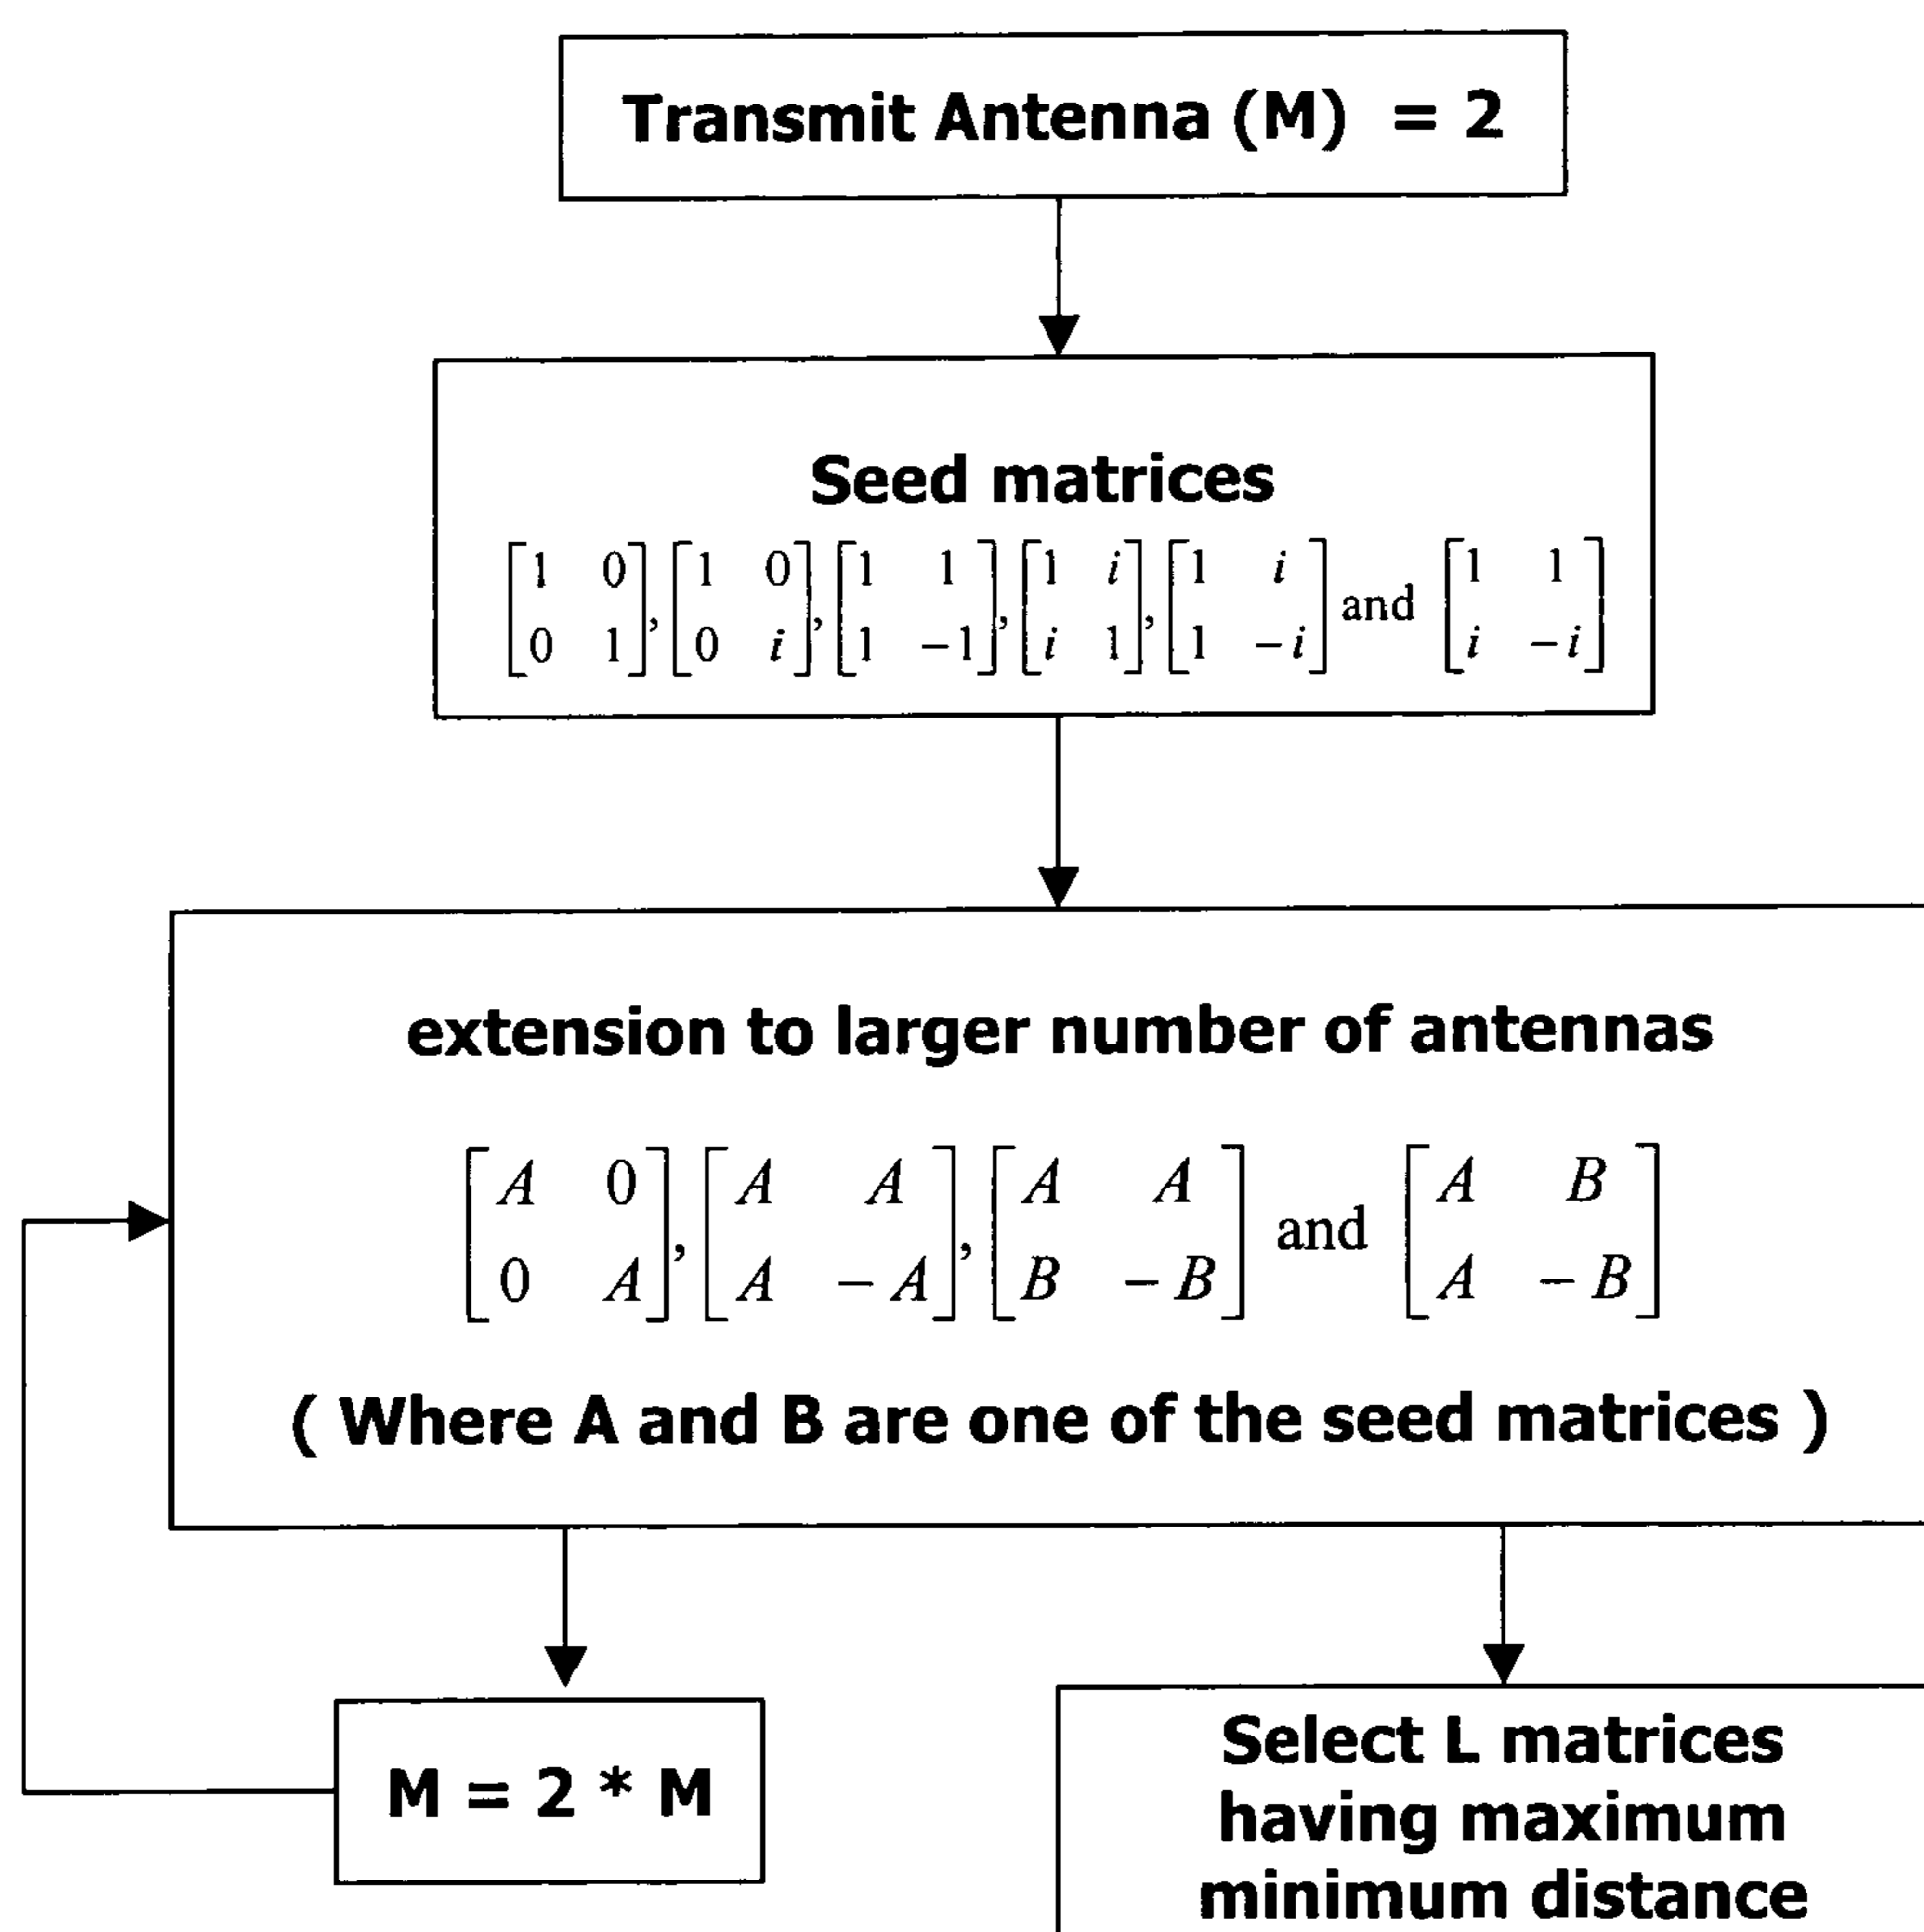 Transmit Antenna (M) = 2
Seed matrices
[1 0; 0 1], [1 0; 0 i], [1 1; 1 -1], [1 i; i 1], [1 i; 1 -i] and [1 1; i -i]
extension to larger number of antennas
[A 0; 0 A], [A A; A -A], [A A; B -B] and [A B; A -B]
( Where A and B are one of the seed matrices )
M = 2 * M
Select L matrices
having maximum
minimum distance